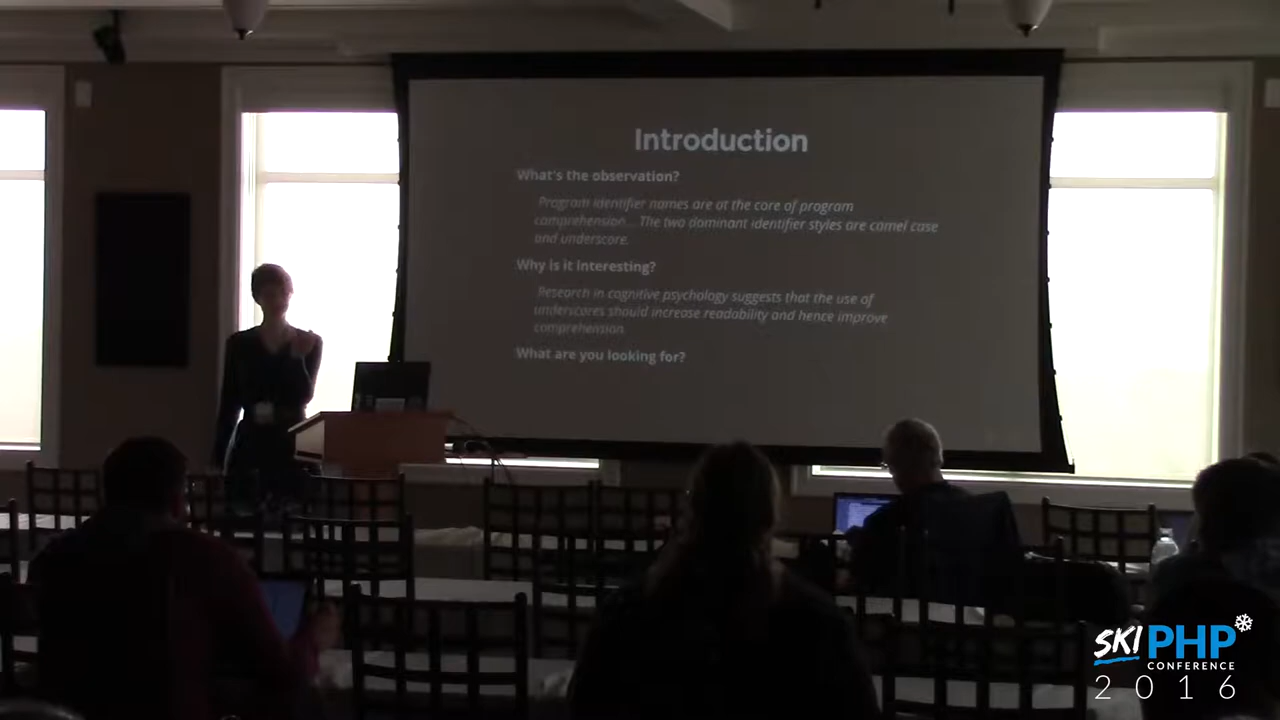 Introduction
What's the observation?
Program identifier names are at the core of program
comprehension... The two dominant identifier styles are camel case
and underscore.
Why is it interesting?
Research in cognitive psychology suggests that the use of
underscores should increase readability and hence improve
comprehension.
What are you looking for?
SKI PHP
CONFERENCE
2016